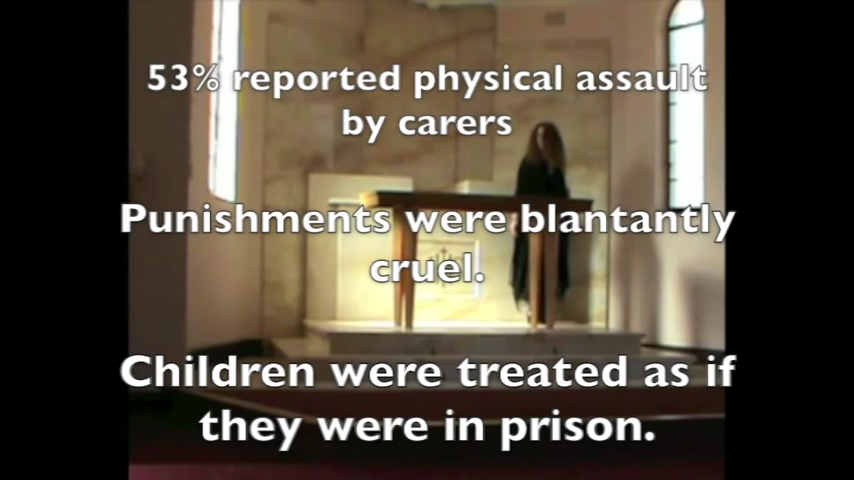 53% reported physical assault
by carers
Punishments were blantantly
cruel.
Children were treated as if
they were in prison.